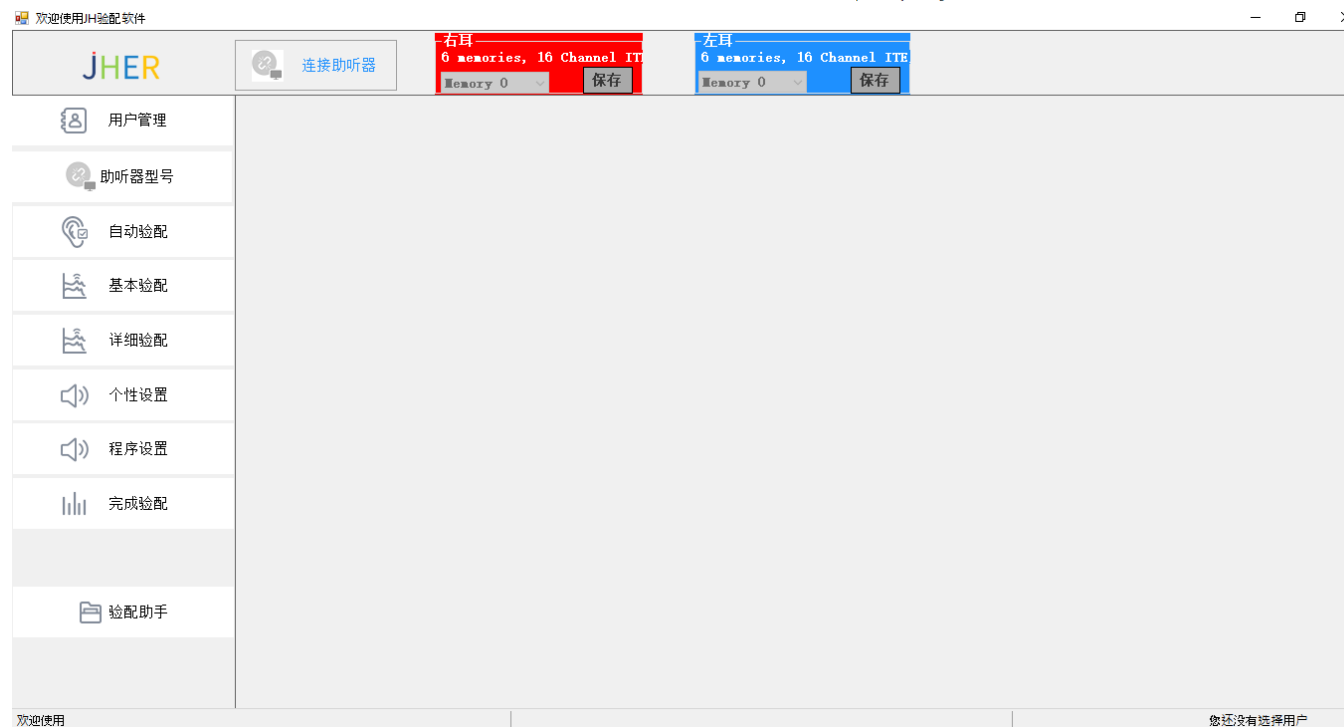 欢迎使用JH验配软件
JHER
连接助听器
右耳
6 memories, 16 Channel IT
Memory 0
保存
左耳
6 memories, 16 Channel ITE
Memory 0
保存
用户管理
助听器型号
自动验配
基本验配
详细验配
个性设置
程序设置
完成验配
验配助手
欢迎使用
您还没有选择用户